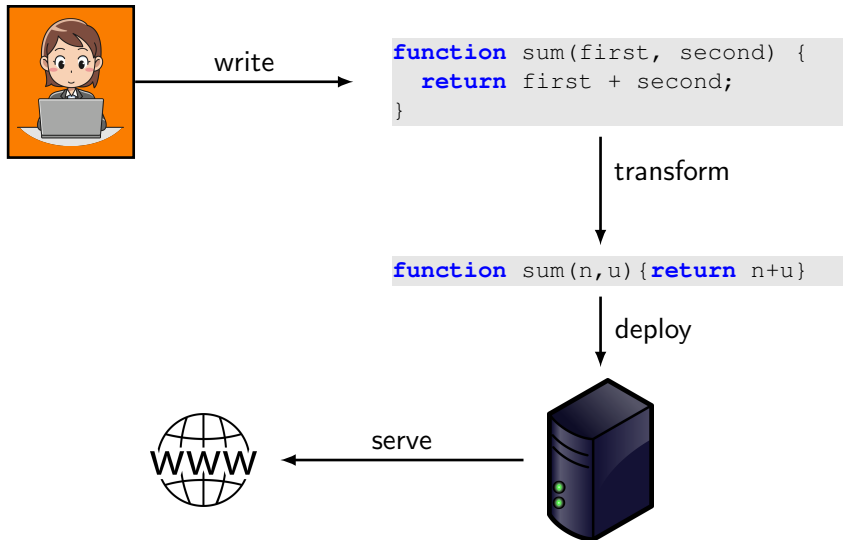 write
function sum(first, second) {
  return first + second;
}
transform
function sum(n,u){return n+u}
deploy
serve
WWW